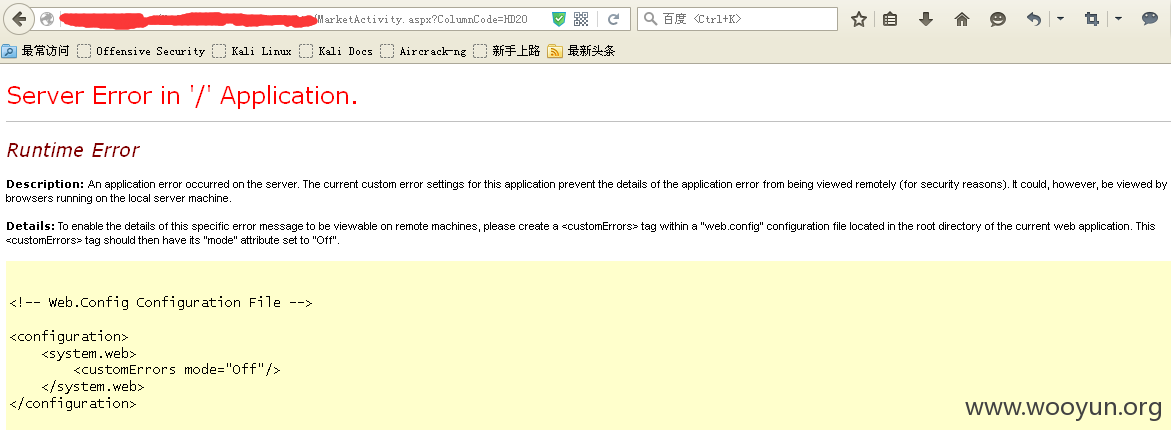 /MarketActivity.aspx?ColumnCode=HD20
百度 <Ctrl+K>
最常访问 Offensive Security Kali Linux Kali Docs Aircrack-ng 新手上路 最新头条
Server Error in '/' Application.
Runtime Error
Description: An application error occurred on the server. The current custom error settings for this application prevent the details of the application error from being viewed remotely (for security reasons). It could, however, be viewed by
browsers running on the local server machine.
Details: To enable the details of this specific error message to be viewable on remote machines, please create a <customErrors> tag within a "web.config" configuration file located in the root directory of the current web application. This
<customErrors> tag should then have its "mode" attribute set to "Off".
<!-- Web.Config Configuration File -->
<configuration>
<system.web>
<customErrors mode="Off"/>
</system.web>
</configuration>
www.wooyun.org